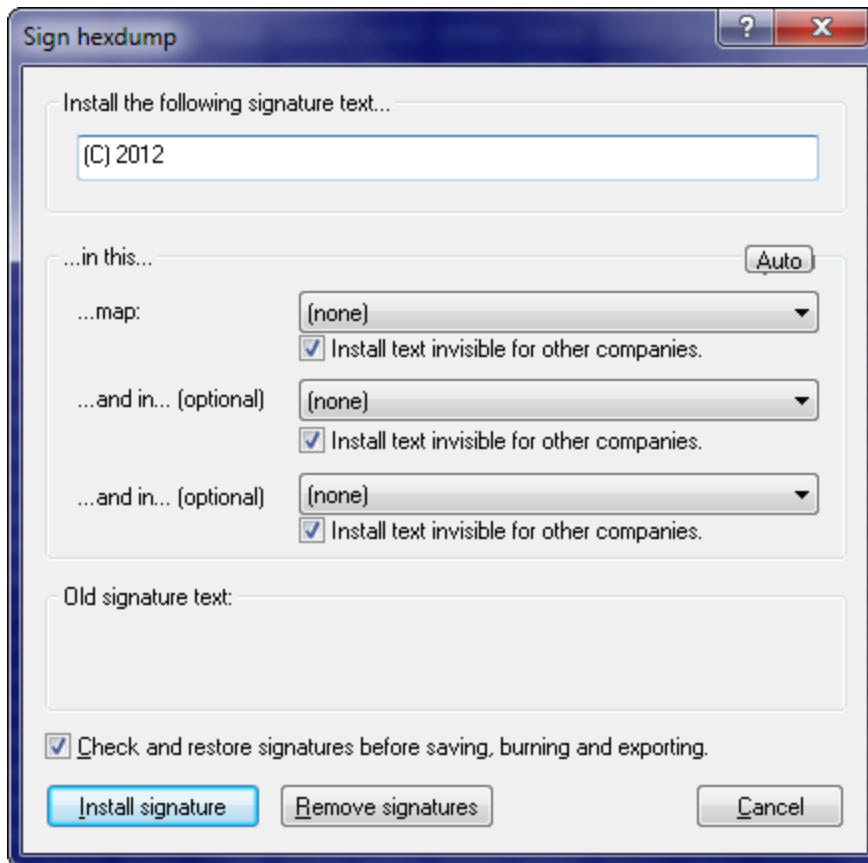 Sign hexdump
?
X
Install the following signature text...
(C) 2012
...in this...
Auto
...map:
(none)
Install text invisible for other companies.
...and in... (optional)
(none)
Install text invisible for other companies.
...and in... (optional)
(none)
Install text invisible for other companies.
Old signature text:
Check and restore signatures before saving, burning and exporting.
Install signature
Remove signatures
Cancel